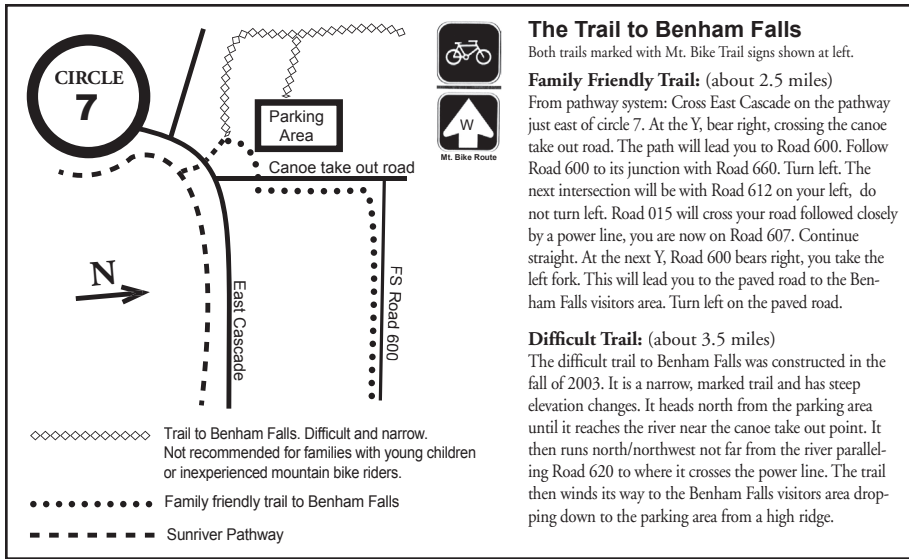 CIRCLE
7
Parking
Area
Canoe take out road
N
East Cascade
FS Road 600
Trail to Benham Falls. Difficult and narrow.
Not recommended for families with young children
or inexperienced mountain bike riders.
Family friendly trail to Benham Falls
Sunriver Pathway
W
Mt. Bike Route
The Trail to Benham Falls
Both trails marked with Mt. Bike Trail signs shown at left.
Family Friendly Trail: (about 2.5 miles)
From pathway system: Cross East Cascade on the pathway
just east of circle 7. At the Y, bear right, crossing the canoe
take out road. The path will lead you to Road 600. Follow
Road 600 to its junction with Road 660. Turn left. The
next intersection will be with Road 612 on your left, do
not turn left. Road 015 will cross your road followed closely
by a power line, you are now on Road 607. Continue
straight. At the next Y, Road 600 bears right, you take the
left fork. This will lead you to the paved road to the Ben-
ham Falls visitors area. Turn left on the paved road.
Difficult Trail: (about 3.5 miles)
The difficult trail to Benham Falls was constructed in the
fall of 2003. It is a narrow, marked trail and has steep
elevation changes. It heads north from the parking area
until it reaches the river near the canoe take out point. It
then runs north/northwest not far from the river parallel-
ing Road 620 to where it crosses the power line. The trail
then winds its way to the Benham Falls visitors area drop-
ping down to the parking area from a high ridge.